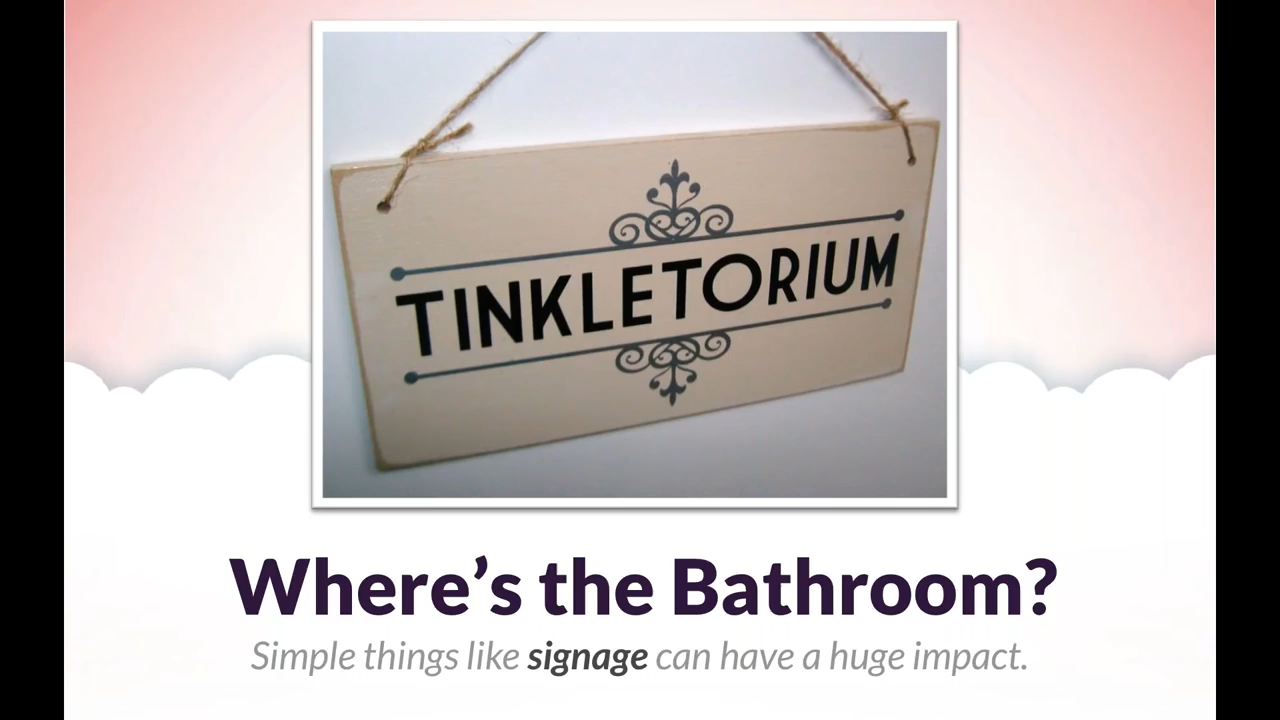 TINKLETORIUM
Where’s the Bathroom?
Simple things like signage can have a huge impact.